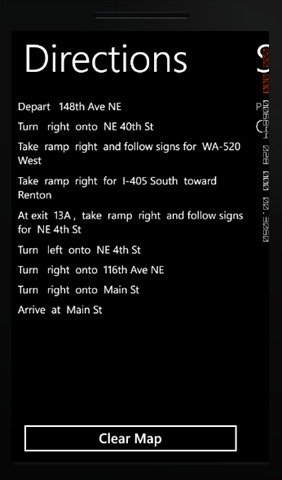 Directions
S
Depart 148th Ave NE
Turn right onto NE 40th St
Take ramp right and follow signs for WA-520
West
Take ramp right for I-405 South toward
Renton
At exit 13A, take ramp right and follow signs
for NE 4th St
Turn left onto NE 4th St
Turn right onto 116th Ave NE
Turn right onto Main St
Arrive at Main St
Clear Map